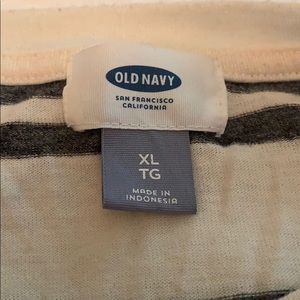 OLD NAVY
SAN FRANCISCO
CALIFORNIA
XL
TG
MADE IN
INDONESIA